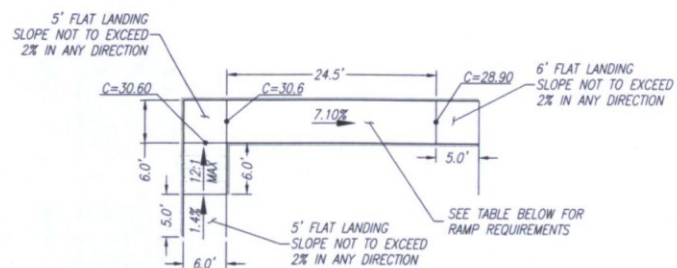 5' FLAT LANDING
SLOPE NOT TO EXCEED
2% IN ANY DIRECTION
24.5'
C=30.60
C=30.6
C=28.90
6' FLAT LANDING
SLOPE NOT TO EXCEED
2% IN ANY DIRECTION
7.10%
6.0'
12:1
MAX
6.0'
5.0'
5.0'
1.4%
SEE TABLE BELOW FOR
RAMP REQUIREMENTS
5' FLAT LANDING
SLOPE NOT TO EXCEED
2% IN ANY DIRECTION
6.0'